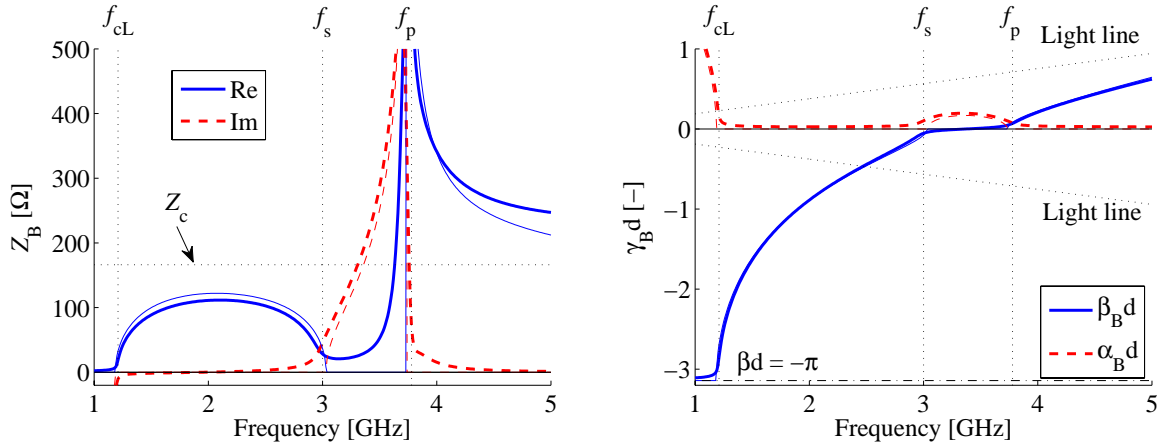 f_cL f_s f_p
500
400
300
200
100
0
Z_B [Ω]
Re
Im
Z_c
1 2 3 4 5
Frequency [GHz]
f_cL f_s f_p
1
0
−1
−2
−3
γ_B d [−]
Light line
Light line
β_B d
α_B d
βd = −π
1 2 3 4 5
Frequency [GHz]